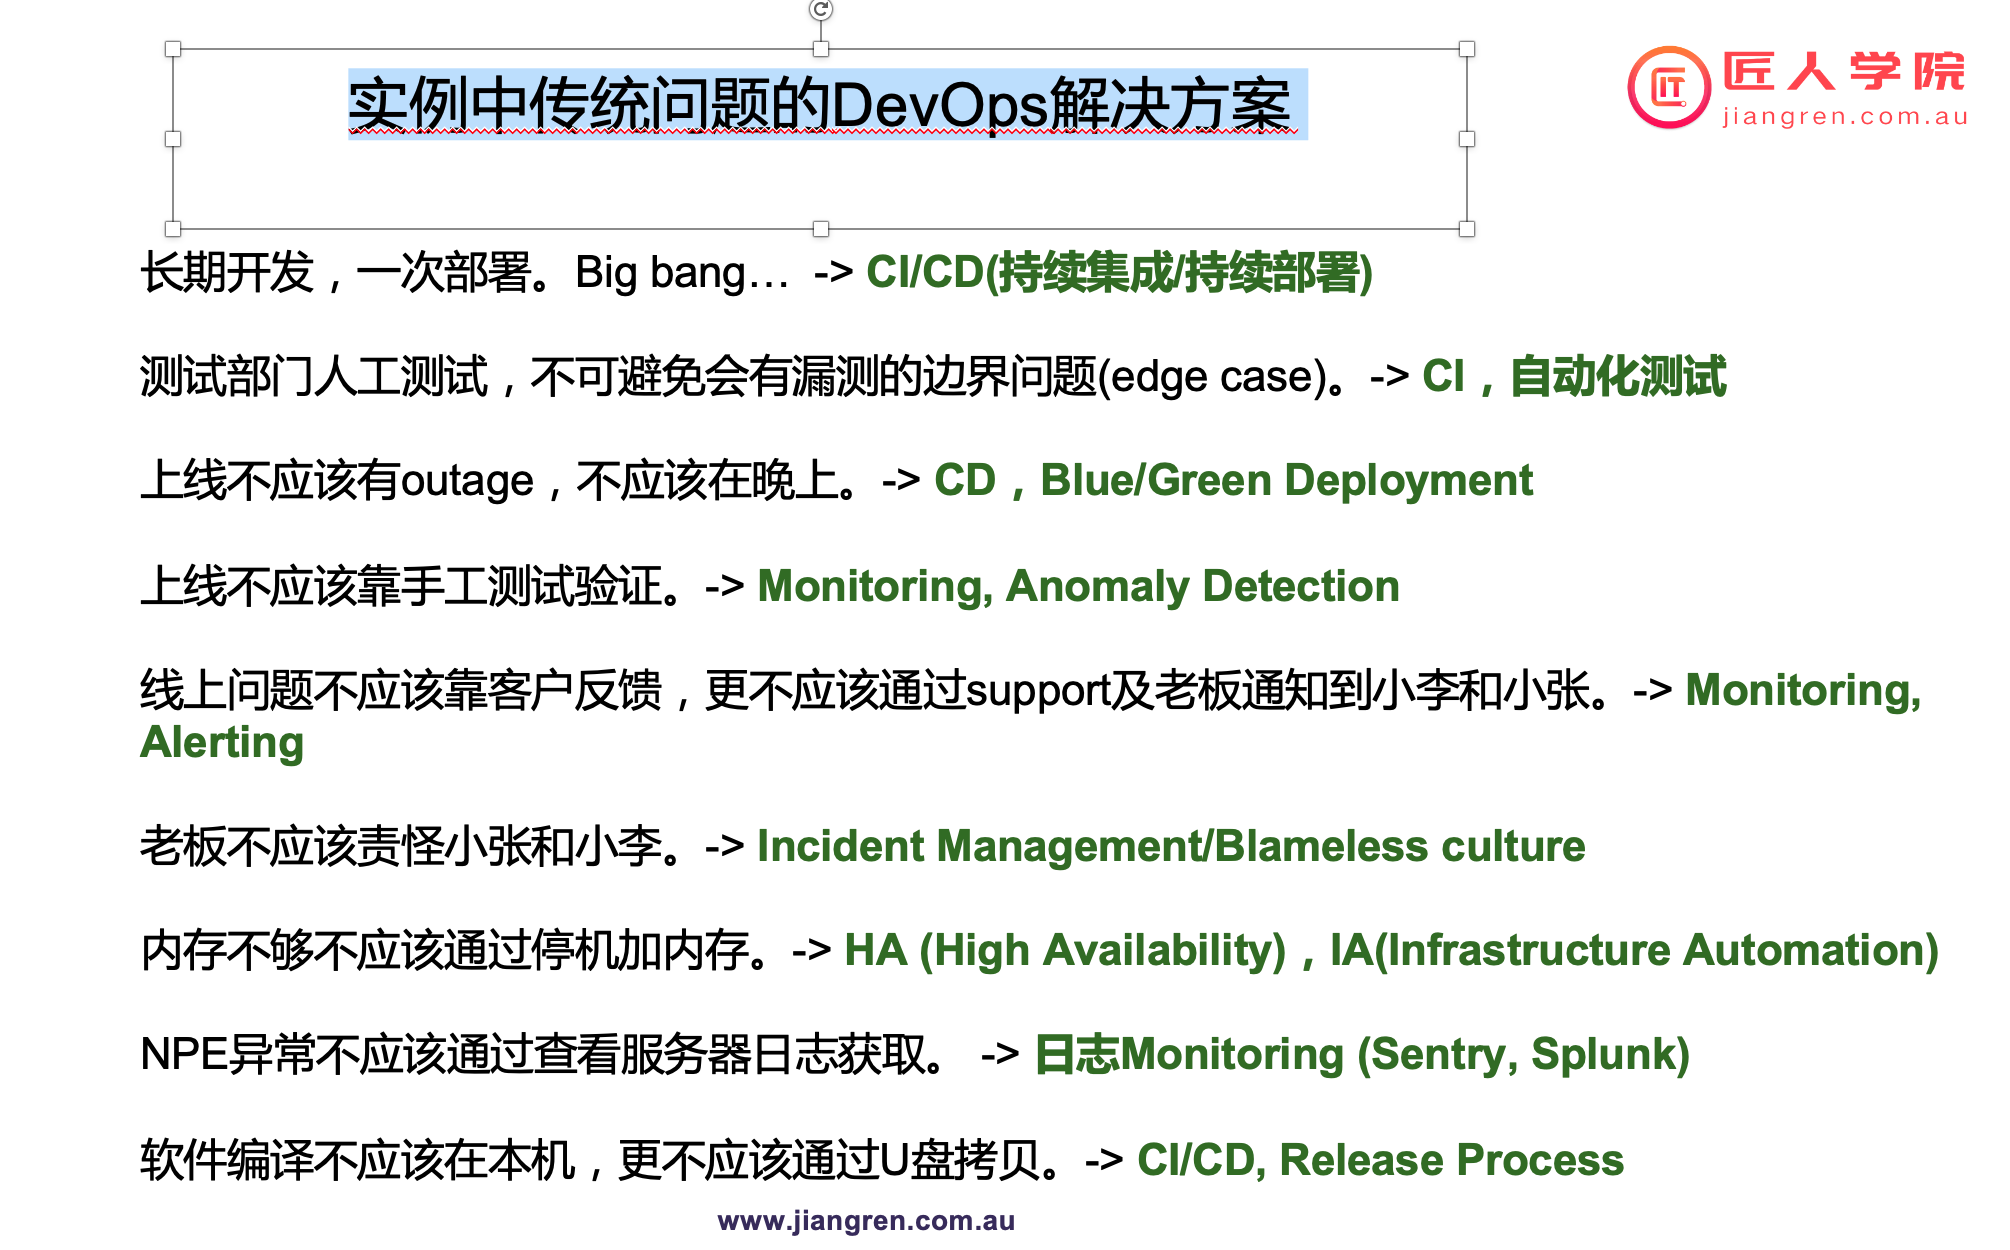 实例中传统问题的DevOps解决方案
匠人学院
jiangren.com.au
长期开发，一次部署。Big bang… -> CI/CD(持续集成/持续部署)
测试部门人工测试，不可避免会有漏测的边界问题(edge case)。-> CI，自动化测试
上线不应该有outage，不应该在晚上。-> CD，Blue/Green Deployment
上线不应该靠手工测试验证。-> Monitoring, Anomaly Detection
线上问题不应该靠客户反馈，更不应该通过support及老板通知到小李和小张。-> Monitoring,
Alerting
老板不应该责怪小张和小李。-> Incident Management/Blameless culture
内存不够不应该通过停机加内存。-> HA (High Availability)，IA(Infrastructure Automation)
NPE异常不应该通过查看服务器日志获取。 -> 日志Monitoring (Sentry, Splunk)
软件编译不应该在本机，更不应该通过U盘拷贝。-> CI/CD, Release Process
www.jiangren.com.au